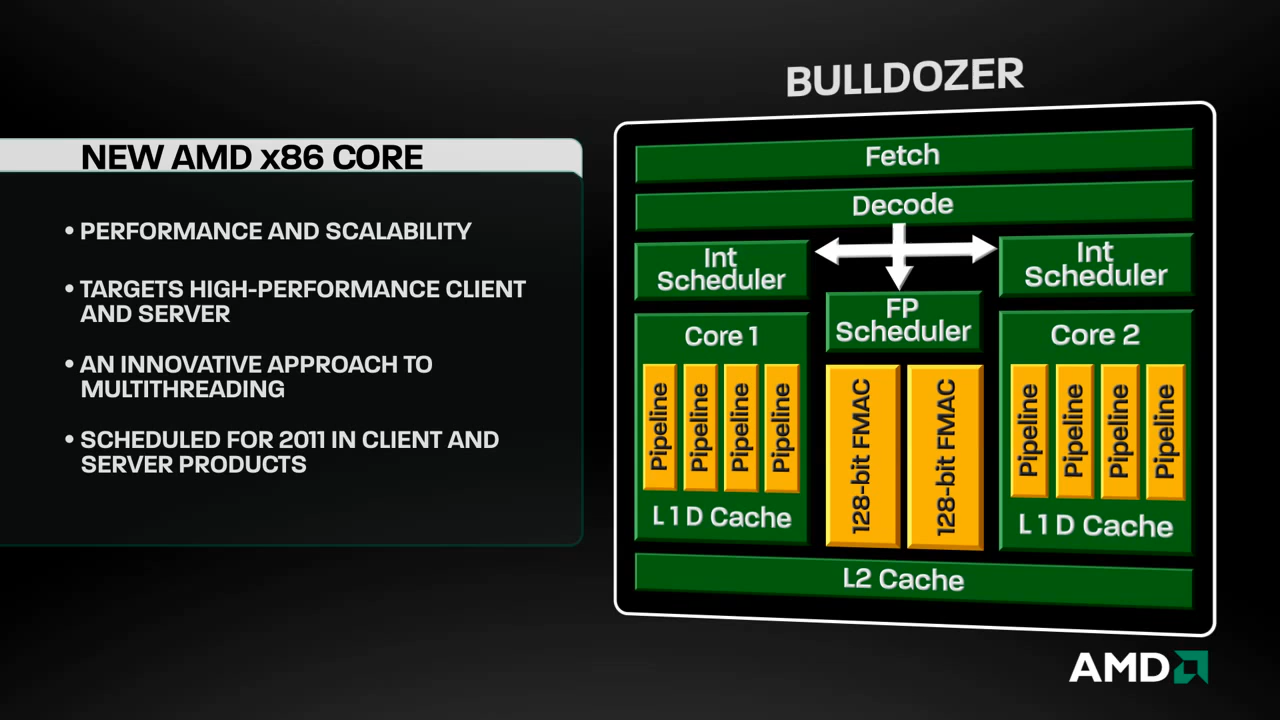 BULLDOZER
NEW AMD x86 CORE
• PERFORMANCE AND SCALABILITY
• TARGETS HIGH-PERFORMANCE CLIENT
AND SERVER
• AN INNOVATIVE APPROACH TO
MULTITHREADING
• SCHEDULED FOR 2011 IN CLIENT AND
SERVER PRODUCTS
Fetch
Decode
Int
Scheduler
FP
Scheduler
Int
Scheduler
Core 1
Pipeline
Pipeline
Pipeline
Pipeline
L1D Cache
128-bit FMAC
128-bit FMAC
Core 2
Pipeline
Pipeline
Pipeline
Pipeline
L1D Cache
L2 Cache
AMD